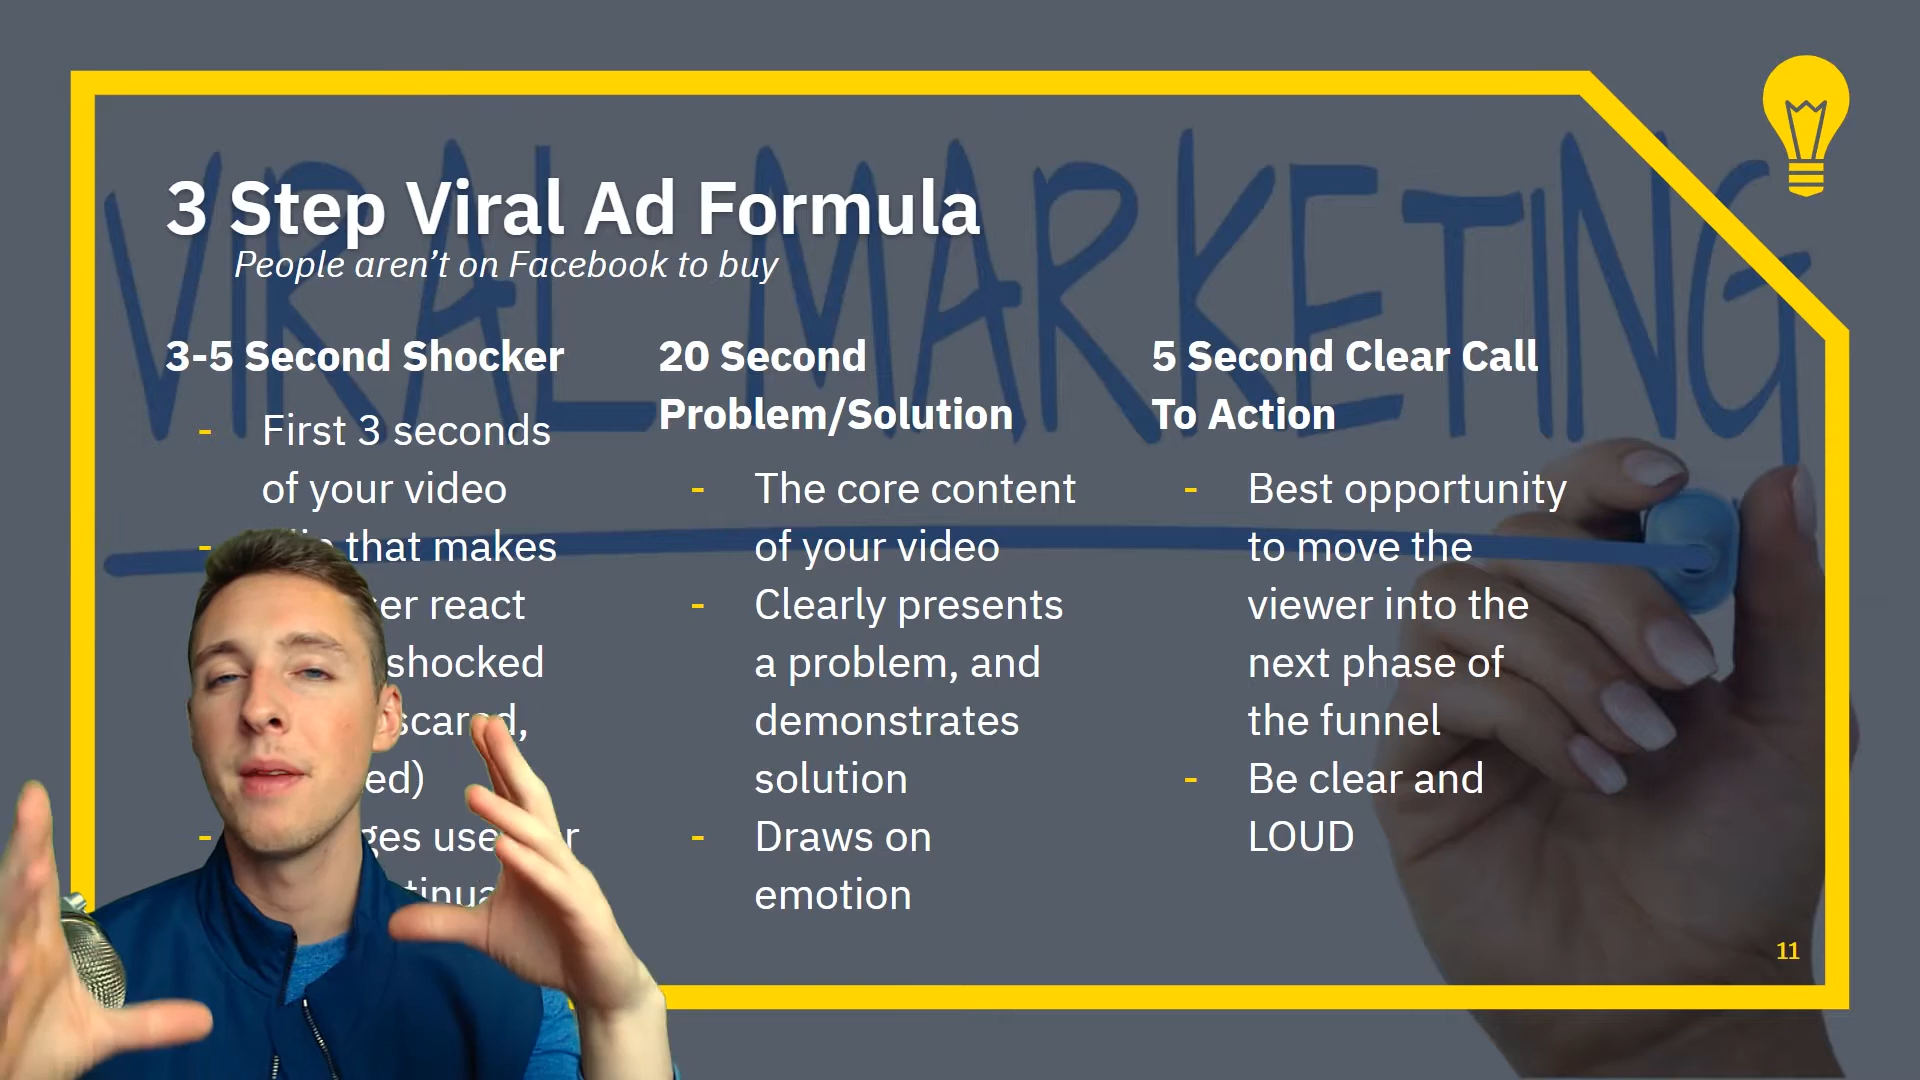 VIRAL MARKETING
3 Step Viral Ad Formula
People aren’t on Facebook to buy
3-5 Second Shocker
- First 3 seconds
of your video
- that makes
react
shocked
scared,
- 
20 Second
Problem/Solution
- The core content
of your video
- Clearly presents
a problem, and
demonstrates
solution
- Draws on
emotion
5 Second Clear Call
To Action
- Best opportunity
to move the
viewer into the
next phase of
the funnel
- Be clear and
LOUD
11